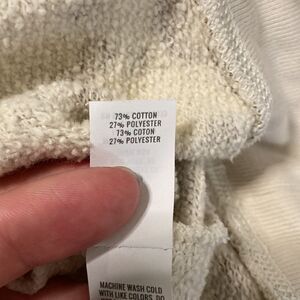 73% COTTON
27% POLYESTER
73% COTON
27% POLYESTER
MACHINE WASH COLD
WITH LIKE COLORS. DO